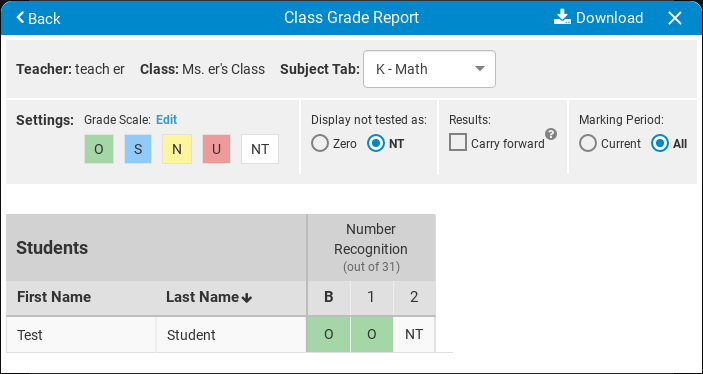 Back Class Grade Report Download
Teacher: teach er Class: Ms. er's Class Subject Tab: K - Math
Settings: Grade Scale: Edit Display not tested as: Results: Marking Period:
O S N U NT Zero NT Carry forward ? Current All
Students Number
Recognition
(out of 31)
First Name Last Name B 1 2
Test Student O O NT